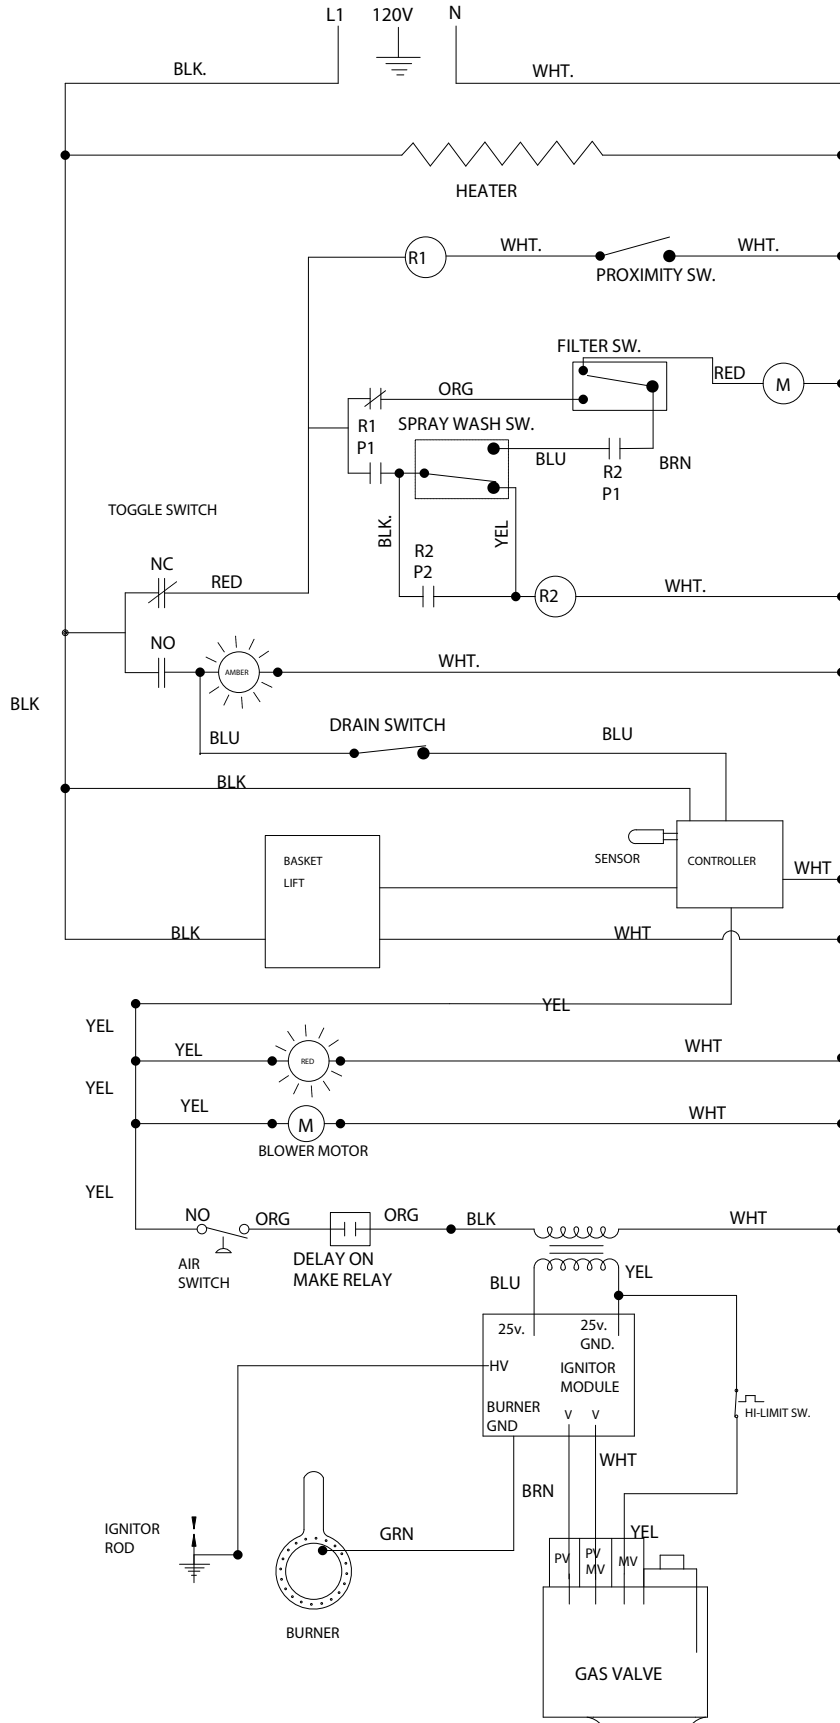 L1 120V N
BLK. WHT.
HEATER
R1 WHT. WHT.
PROXIMITY SW.
FILTER SW.
RED M
ORG
R1
P1
SPRAY WASH SW.
BLU BRN
R2
P1
TOGGLE SWITCH
BLK. YEL
R2
P2
NC
RED
R2 WHT.
NO
AMBER WHT.
BLK
DRAIN SWITCH
BLU BLU
BLK
BASKET
LIFT
SENSOR CONTROLLER WHT
BLK WHT
YEL
YEL
YEL RED WHT
YEL
YEL M WHT
BLOWER MOTOR
YEL
NO ORG ORG BLK WHT
AIR
SWITCH
DELAY ON
MAKE RELAY
BLU YEL
25v. 25v.
GND.
HV IGNITOR
MODULE
BURNER
GND
V V
HI-LIMIT SW.
WHT
BRN
IGNITOR
ROD
GRN YEL
PV PV
MV
MV
BURNER
GAS VALVE